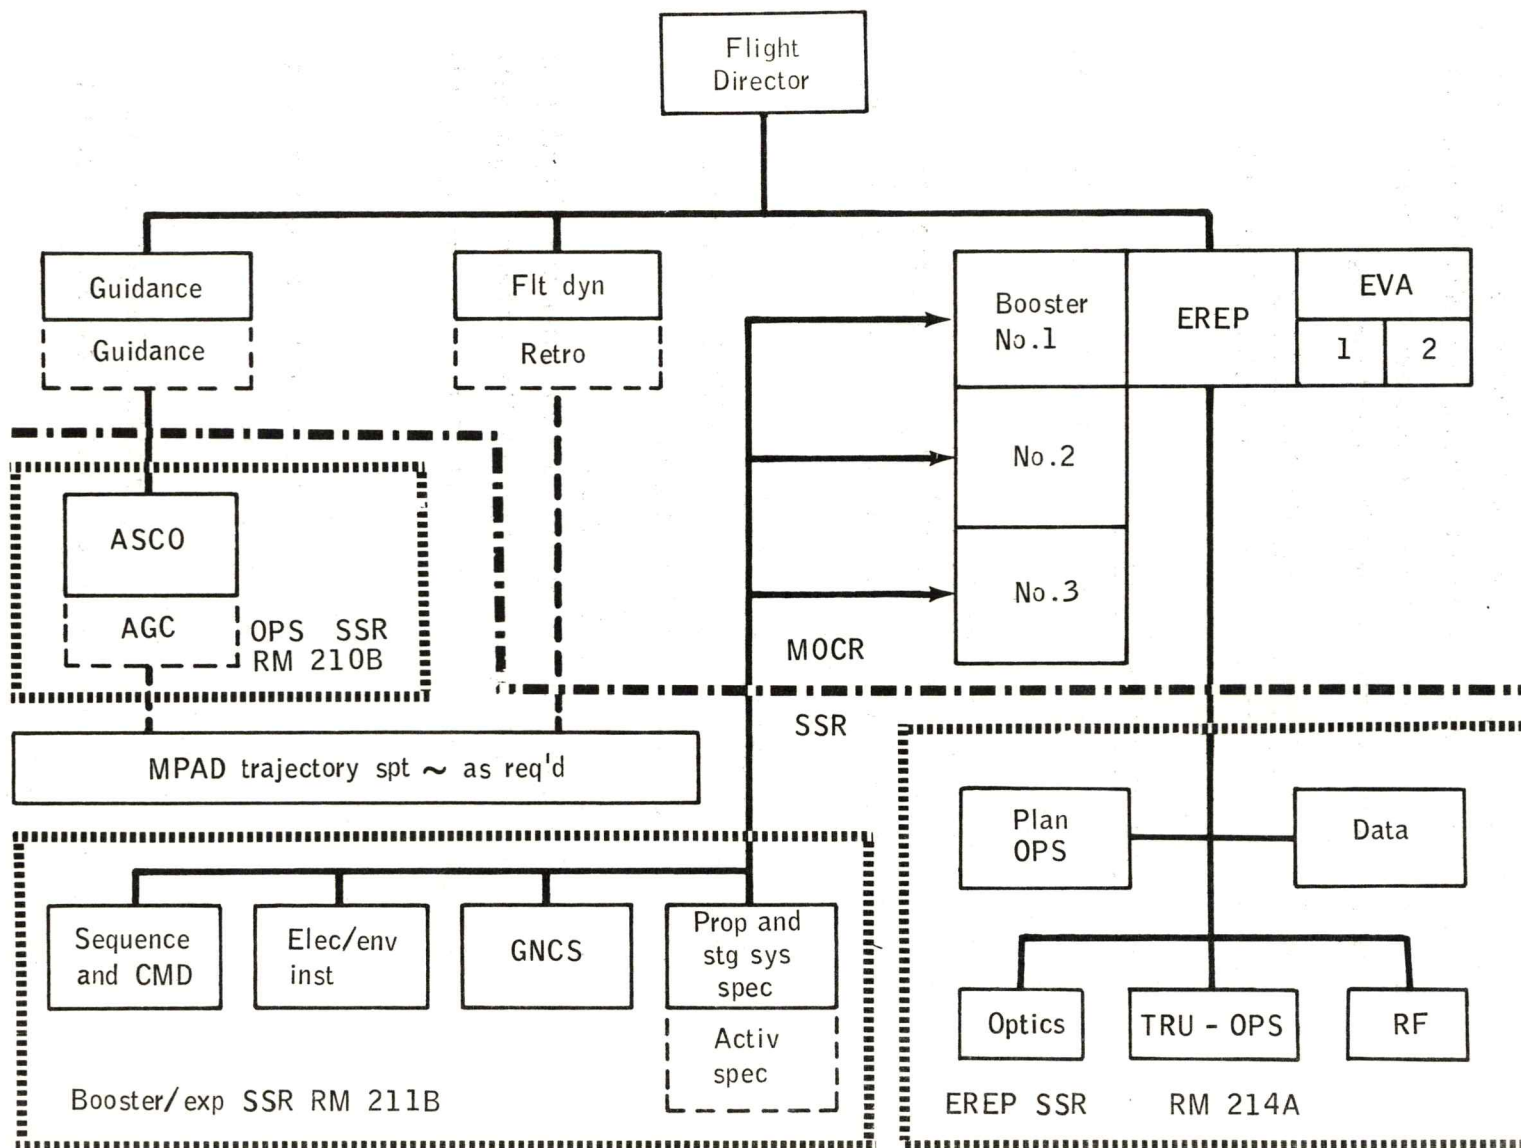 Flight
Director
Guidance
Guidance
Flt dyn
Retro
Booster
No.1
EREP
EVA
1
2
No.2
No.3
ASCO
AGC
OPS SSR
RM 210B
MOCR
SSR
MPAD trajectory spt ~ as req'd
Sequence
and CMD
Elec/env
inst
GNCS
Prop and
stg sys
spec
Activ
spec
Booster/exp SSR RM 211B
Plan
OPS
Data
Optics
TRU - OPS
RF
EREP SSR RM 214A